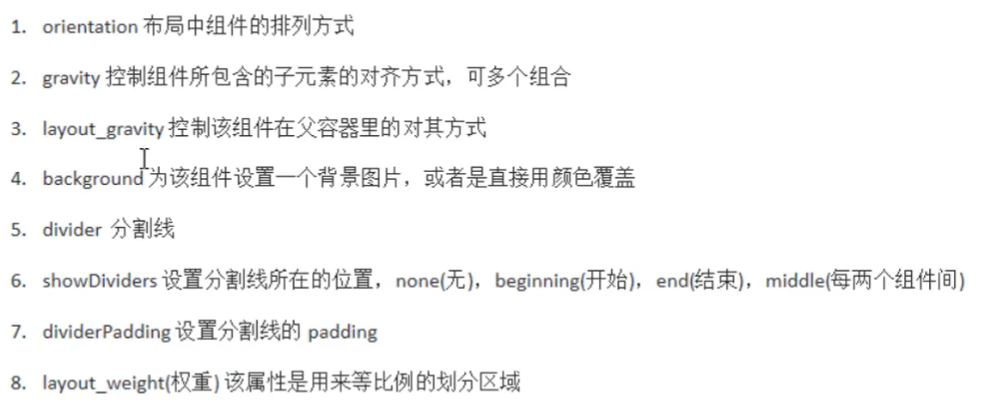 1. orientation 布局中组件的排列方式
2. gravity 控制组件所包含的子元素的对齐方式，可多个组合
3. layout_gravity 控制该组件在父容器里的对其方式
4. background 为该组件设置一个背景图片，或者是直接用颜色覆盖
5. divider 分割线
6. showDividers 设置分割线所在的位置，none(无)，beginning(开始)，end(结束)，middle(每两个组件间)
7. dividerPadding 设置分割线的 padding
8. layout_weight(权重) 该属性是用来等比例的划分区域